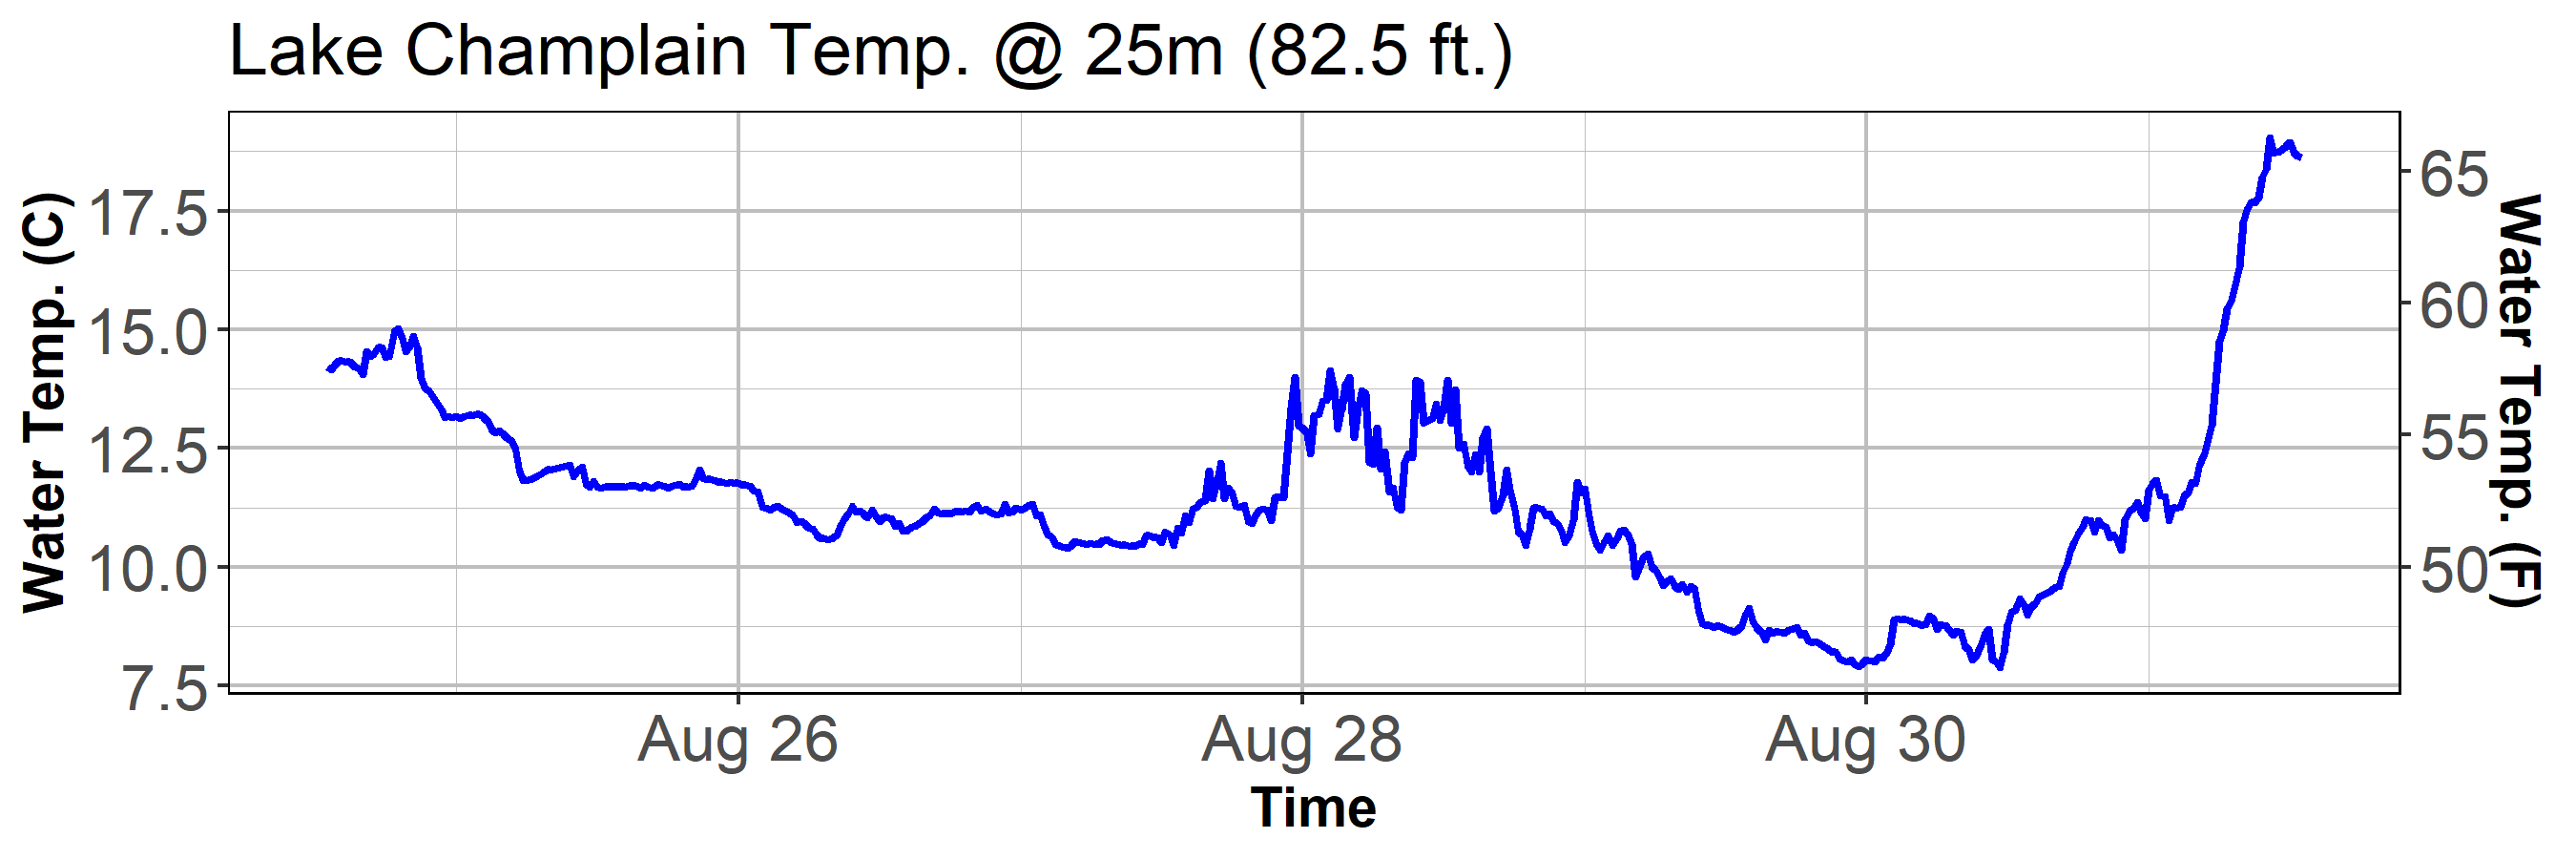 Lake Champlain Temp. @ 25m (82.5 ft.)
Water Temp. (C)
17.5
15.0
12.5
10.0
7.5
65
60
55
50
Water Temp. (F)
Aug 26 Aug 28 Aug 30
Time